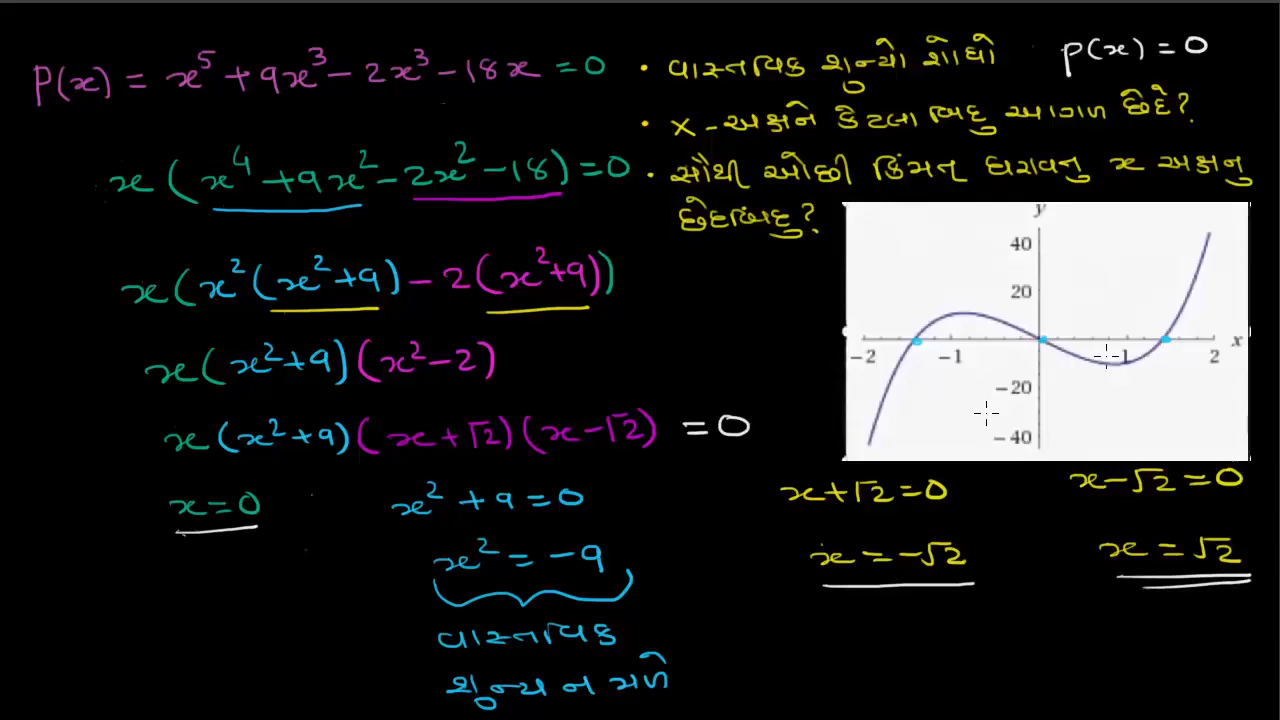 P(x) = x⁵ + 9x³ - 2x³ - 18x = 0
x (x⁴ + 9x² - 2x² - 18) = 0
x (x² (x² + 9) - 2 (x² + 9))
x (x² + 9) (x² - 2)
x (x² + 9) (x + √2) (x - √2) = 0
x = 0
x² + 9 = 0
x² = -9
વાસ્તવિક
શુન્ય ન મળે
• વાસ્તવિક શુન્યો શોધો
p(x) = 0
• x - અક્ષને કેટલા બિંદુ આગળ છેદે?
• સૌથી ઓછી કિંમત ધરાવતુ x અક્ષનુ
છેદબિંદુ?
y
40
20
-2 -1 1 2 x
-20
-40
x + √2 = 0
x - √2 = 0
x = -√2
x = √2